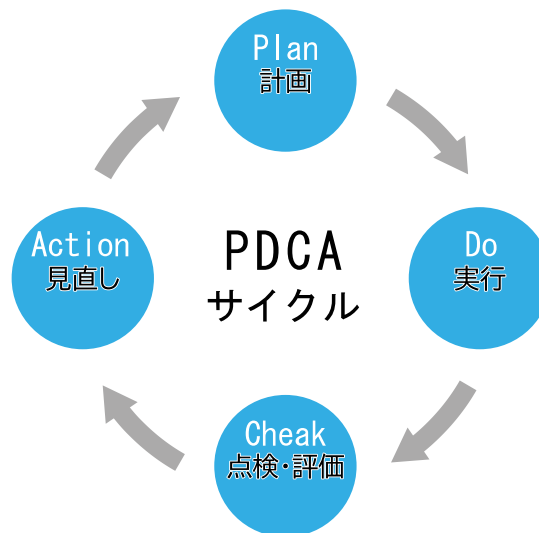 Plan
計画
Do
実行
Cheak
点検・評価
Action
見直し
PDCA
サイクル